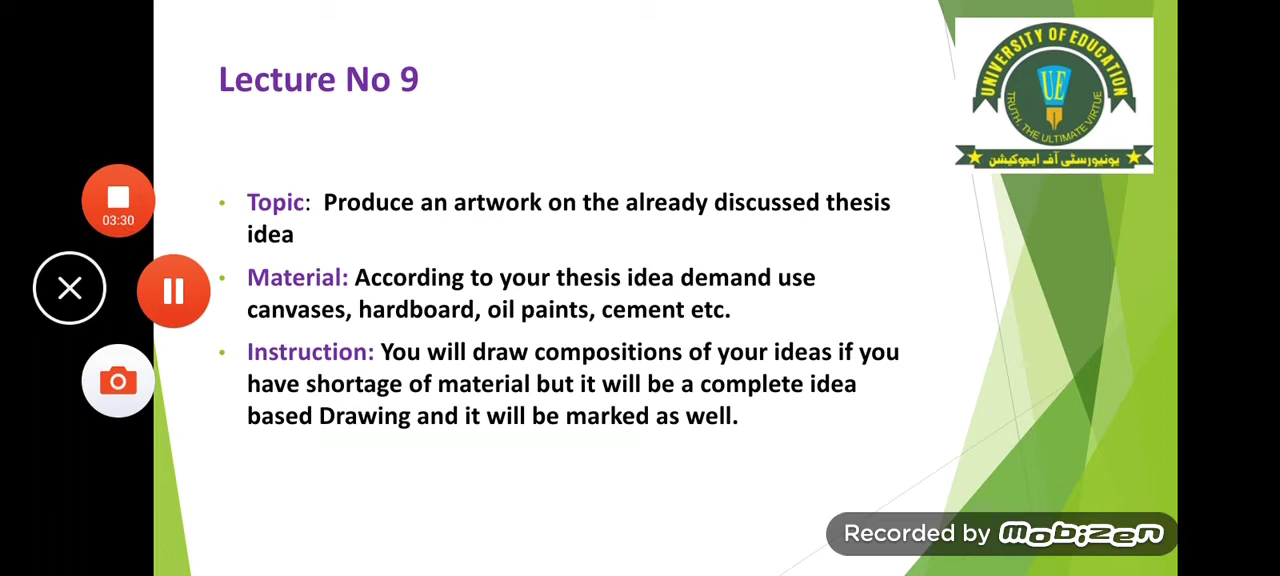 Lecture No 9
UNIVERSITY OF EDUCATION
UE
TRUTH, THE ULTIMATE VIRTUE
یونیورسٹی آف ایجوکیشن
• Topic: Produce an artwork on the already discussed thesis
idea
• Material: According to your thesis idea demand use
canvases, hardboard, oil paints, cement etc.
• Instruction: You will draw compositions of your ideas if you
have shortage of material but it will be a complete idea
based Drawing and it will be marked as well.
03:30
Recorded by Mobizen